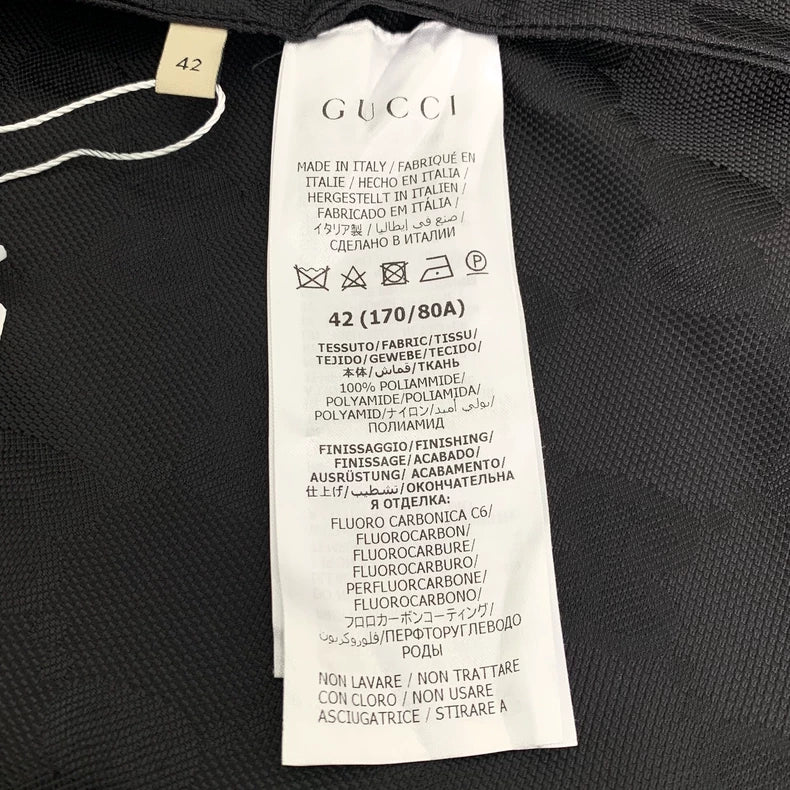 42
GUCCI
MADE IN ITALY / FABRIQUÉ EN
ITALIE / HECHO EN ITALIA /
HERGESTELLT IN ITALIEN /
FABRICADO EM ITÁLIA /
イタリア製 / صنع في إيطاليا /
СДЕЛАНО В ИТАЛИИ
P
42 (170/80A)
TESSUTO/FABRIC/TISSU/
TEJIDO/GEWEBE/TECIDO/
本体/قماش/ТКАНЬ
100% POLIAMMIDE/
POLYAMIDE/POLIAMIDA/
POLYAMID/ナイロン/بولي أميد/
ПОЛИАМИД
FINISSAGGIO/FINISHING/
FINISSAGE/ACABADO/
AUSRÜSTUNG/ ACABAMENTO/
仕上げ/تشطيب/ОКОНЧАТЕЛЬНА
Я ОТДЕЛКА:
FLUORO CARBONICA C6/
FLUOROCARBON/
FLUOROCARBURE/
FLUOROCARBURO/
PERFLUORCARBONE/
FLUOROCARBONO/
フロロカーボンコーティング/
فلوروكربون/ПЕРФТОРУГЛЕВОДО
РОДЫ
NON LAVARE / NON TRATTARE
CON CLORO / NON USARE
ASCIUGATRICE / STIRARE A